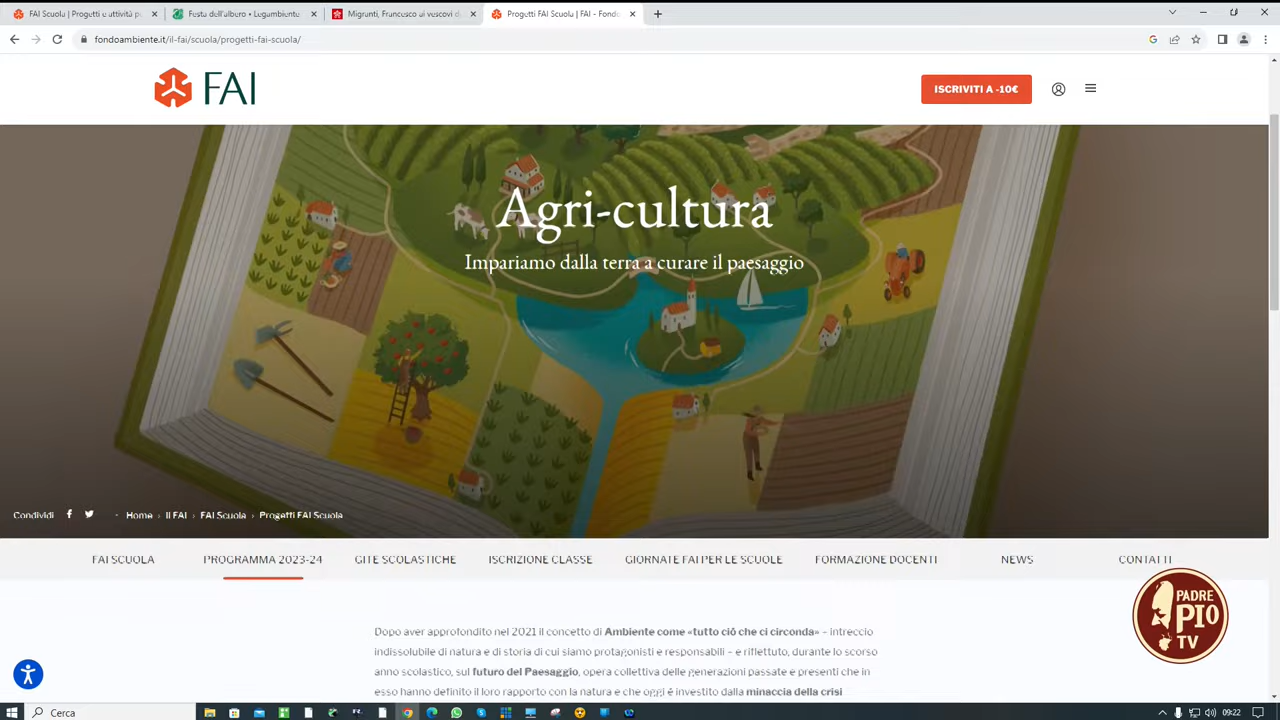 FAI Scuola | Progetti e attività p
Festa dell'albero • Legambiente
Migranti, Francesco ai vescovi d
Progetti FAI Scuola | FAI - Fondo
fondoambiente.it/il-fai/scuola/progetti-fai-scuola/
FAI
ISCRIVITI A -10€
Agri-cultura
Impariamo dalla terra a curare il paesaggio
Condividi
Home › Il FAI › FAI Scuola › Progetti FAI Scuola
FAI SCUOLA PROGRAMMA 2023-24 GITE SCOLASTICHE ISCRIZIONE CLASSE GIORNATE FAI PER LE SCUOLE FORMAZIONE DOCENTI NEWS CONTATTI
Dopo aver approfondito nel 2021 il concetto di Ambiente come «tutto ciò che ci circonda» – intreccio
indissolubile di natura e di storia di cui siamo protagonisti e responsabili – e riflettuto, durante lo scorso
anno scolastico, sul futuro del Paesaggio, opera collettiva delle generazioni passate e presenti che in
esso hanno definito il loro rapporto con la natura e che oggi è investito dalla minaccia della crisi
PADRE
PIO
TV
Cerca
09:22